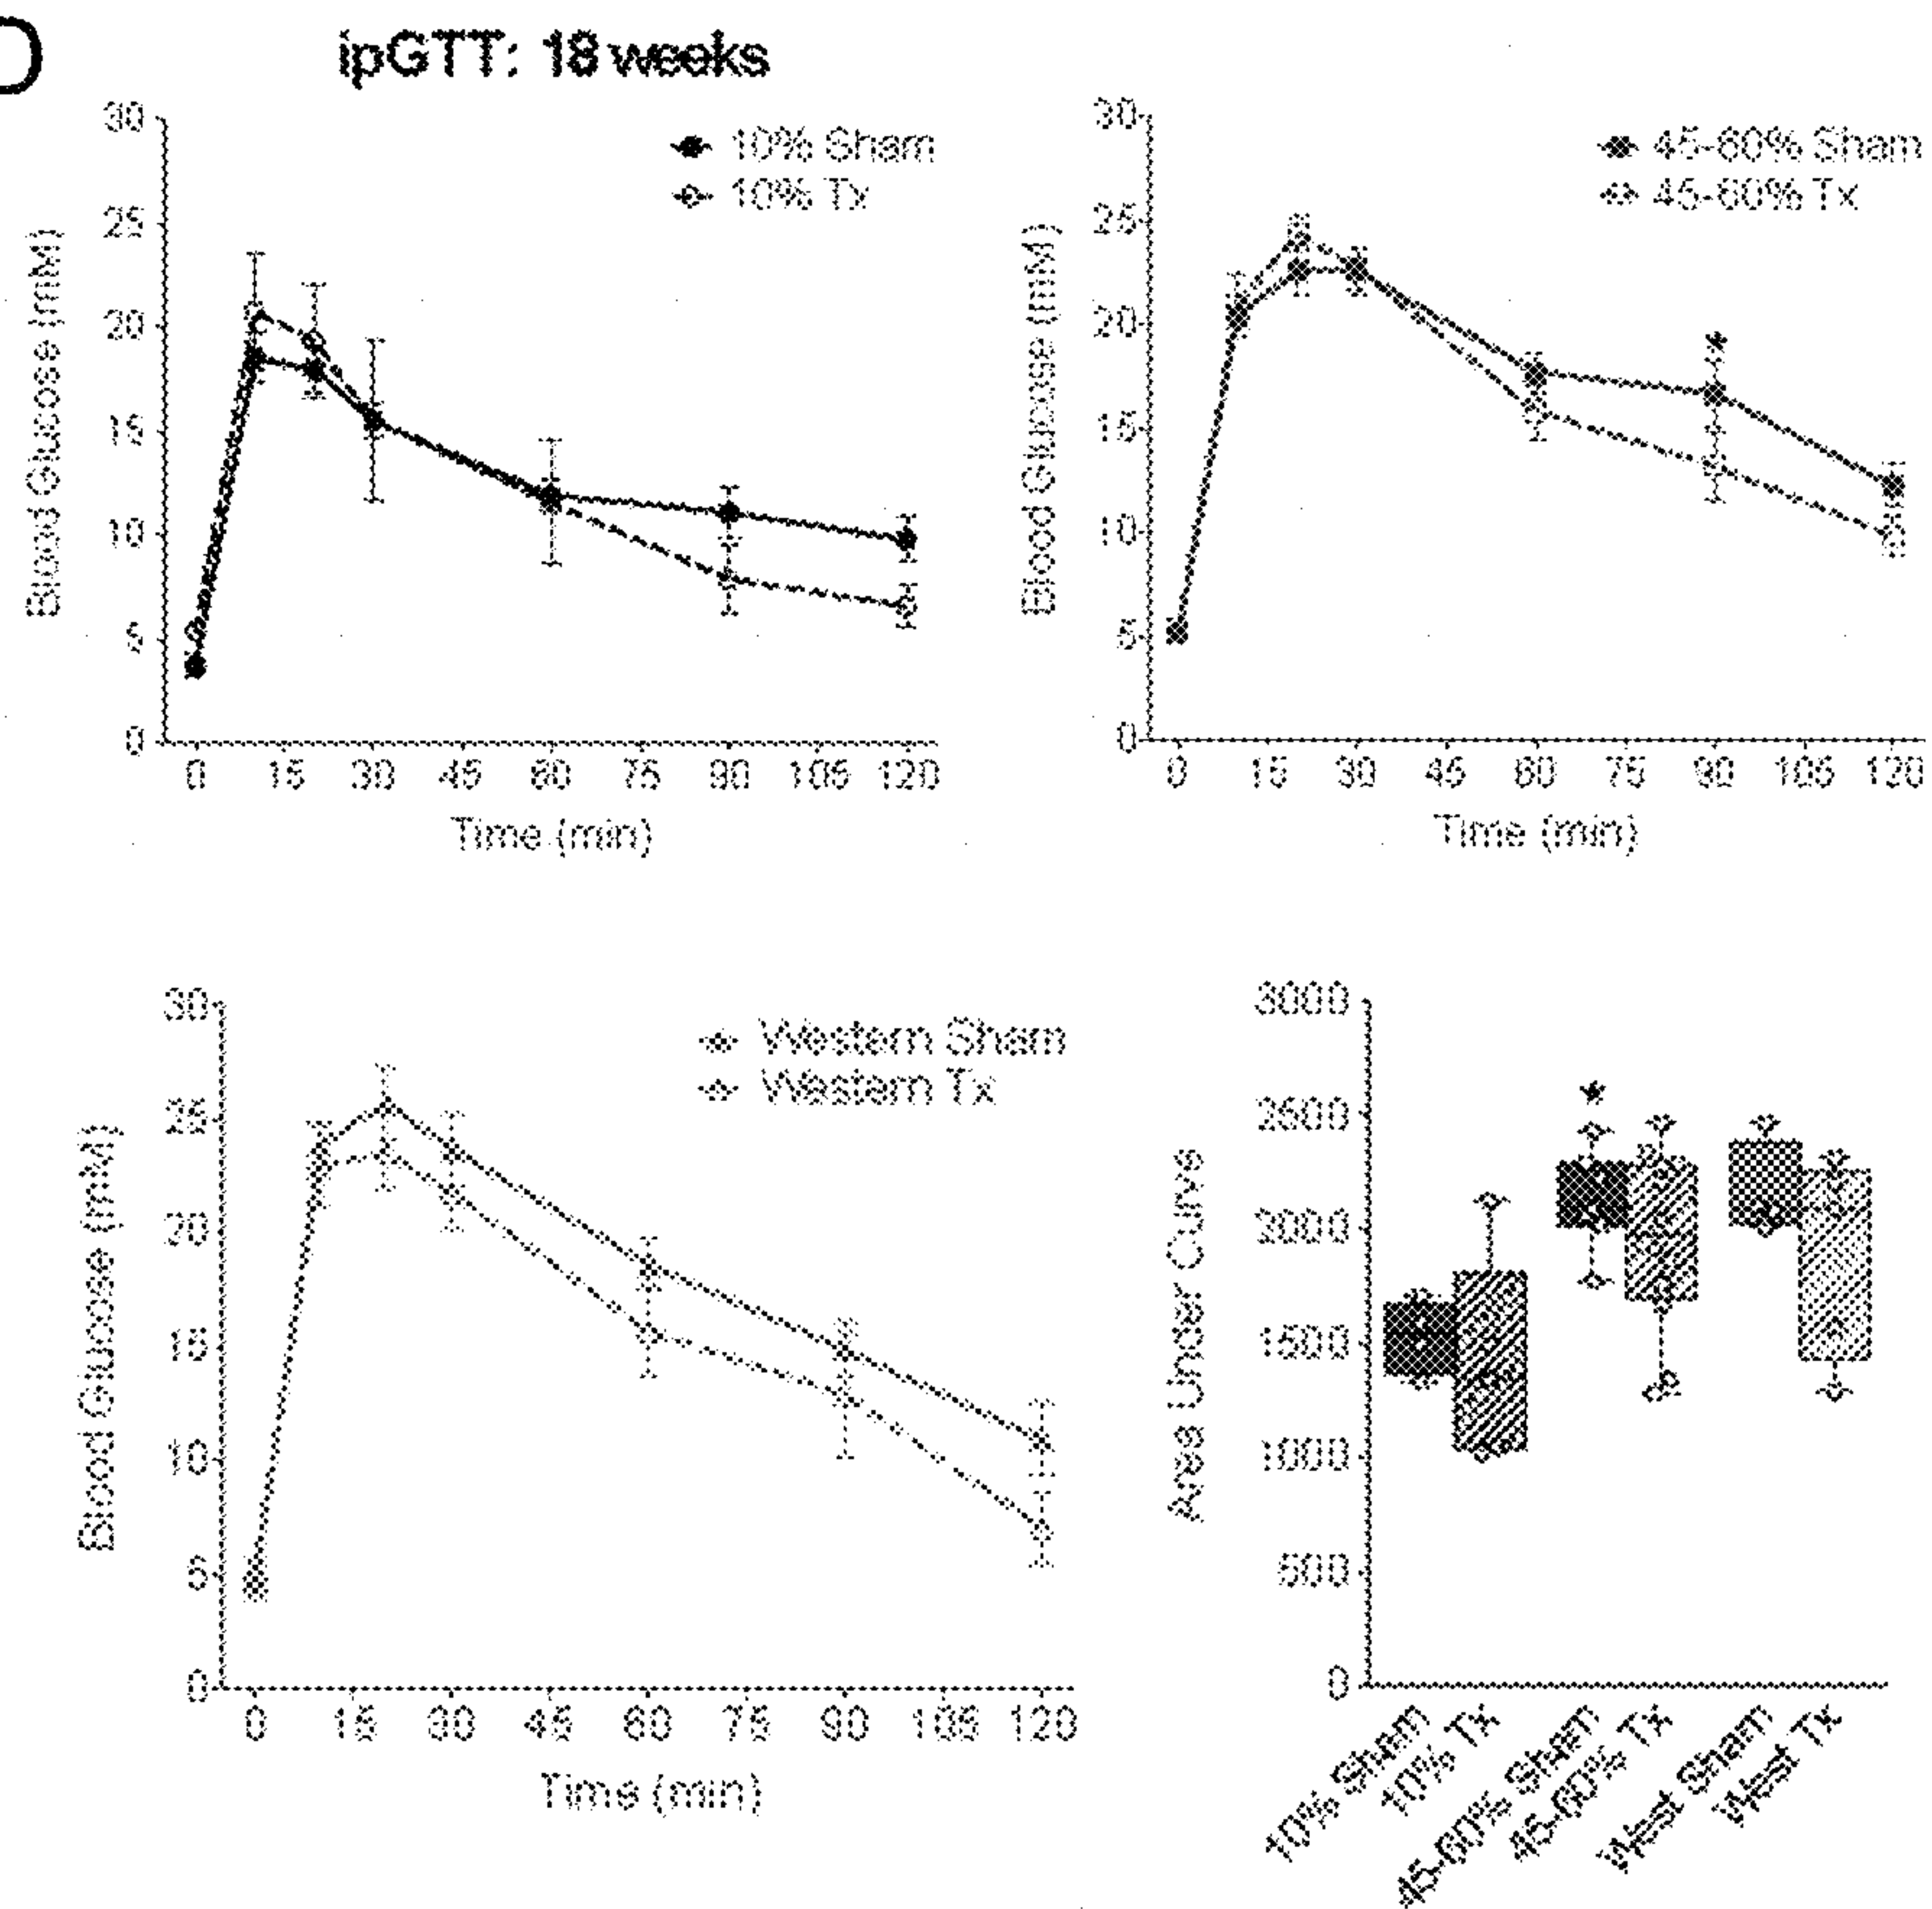 D
ipGTT: 18 weeks
30
25
20
15
10
5
0
Blood Glucose (mM)
10% Sham
10% Tx
0 15 30 45 60 75 90 105 120
Time (min)
30
25
20
15
10
5
0
Blood Glucose (mM)
45-60% Sham
45-60% Tx
*
0 15 30 45 60 75 90 105 120
Time (min)
30
25
20
15
10
5
0
Blood Glucose (mM)
Western Sham
Western Tx
0 15 30 45 60 75 90 105 120
Time (min)
3000
2500
2000
1500
1000
500
0
Area Under Curve
*
10% Sham
10% Tx
45-60% Sham
45-60% Tx
West Sham
West Tx